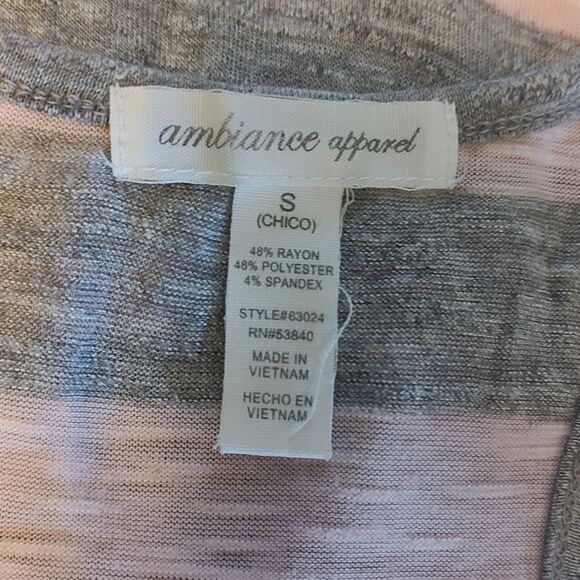 ambiance apparel
S
(CHICO)
48% RAYON
48% POLYESTER
4% SPANDEX
STYLE#63024
RN#53840
MADE IN
VIETNAM
HECHO EN
VIETNAM